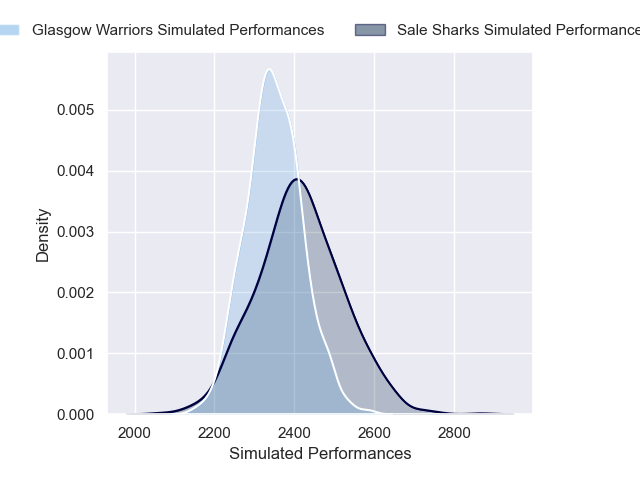 Glasgow Warriors Simulated Performances
Sale Sharks Simulated Performance
0.005
0.004
0.003
0.002
0.001
0.000
Density
2000 2200 2400 2600 2800
Simulated Performances